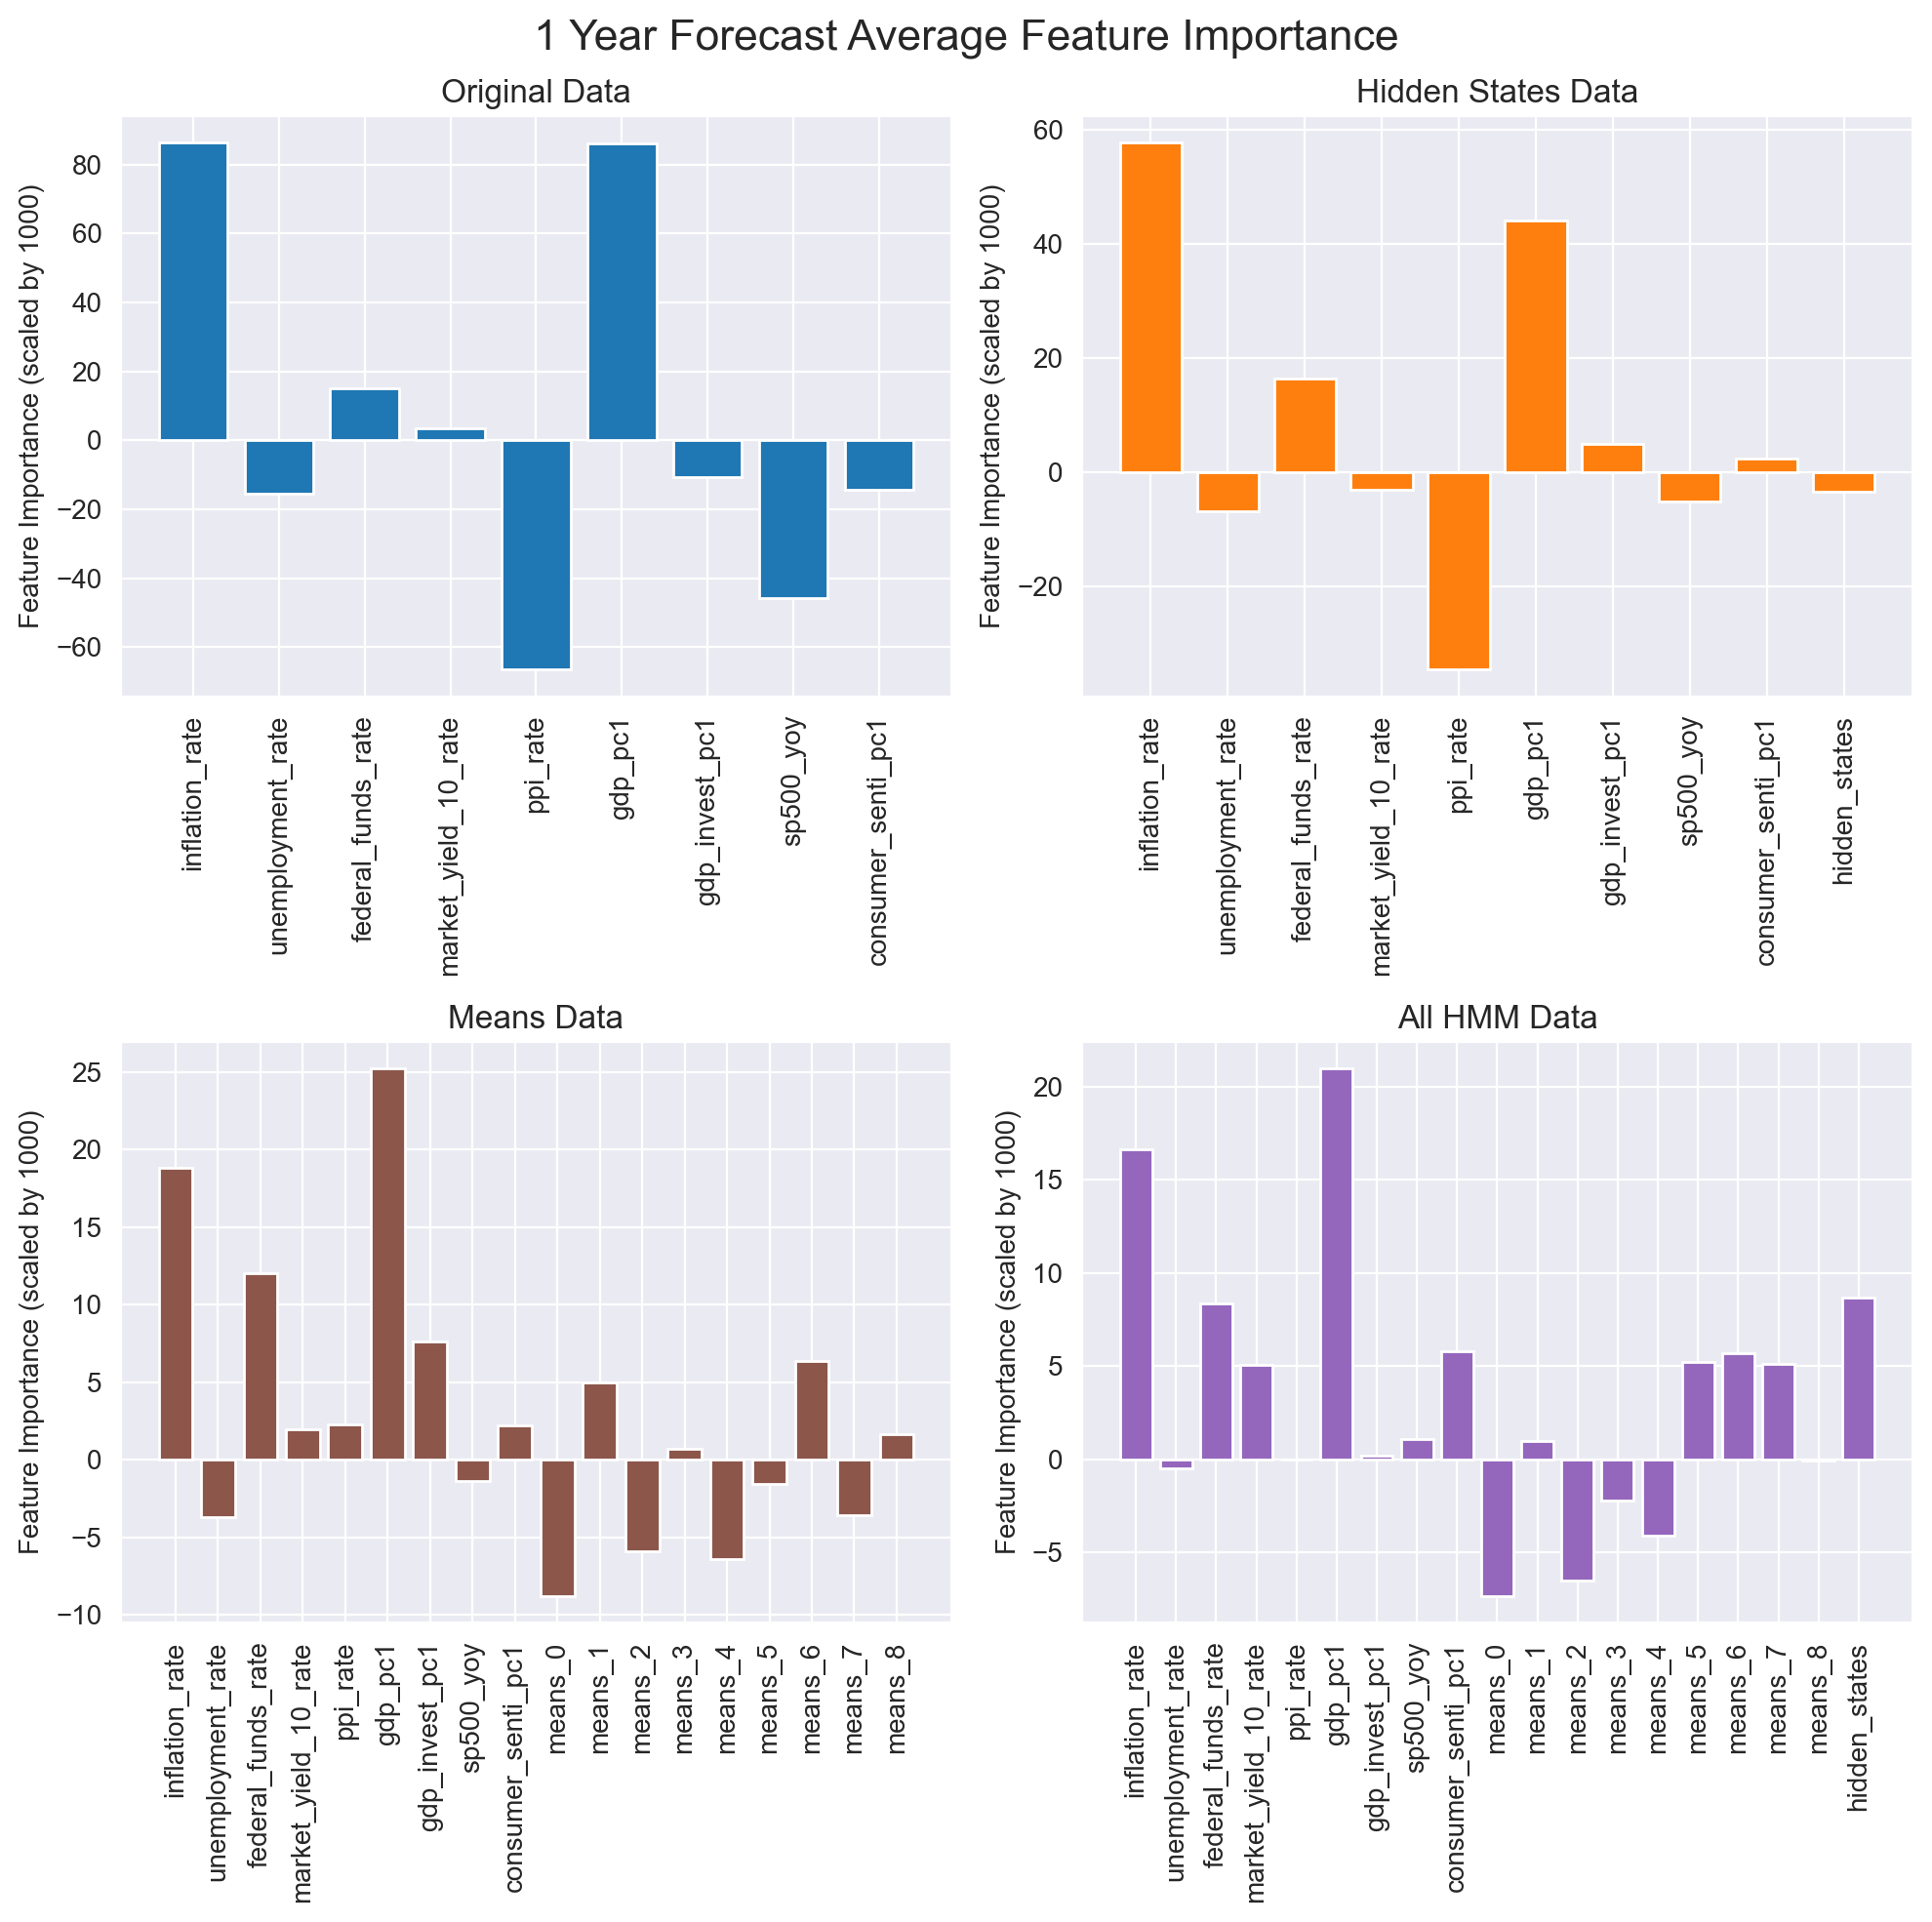 1 Year Forecast Average Feature Importance
Original Data
Feature Importance (scaled by 1000)
80
60
40
20
0
−20
−40
−60
inflation_rate
unemployment_rate
federal_funds_rate
market_yield_10_rate
ppi_rate
gdp_pc1
gdp_invest_pc1
sp500_yoy
consumer_senti_pc1
Hidden States Data
Feature Importance (scaled by 1000)
60
40
20
0
−20
inflation_rate
unemployment_rate
federal_funds_rate
market_yield_10_rate
ppi_rate
gdp_pc1
gdp_invest_pc1
sp500_yoy
consumer_senti_pc1
hidden_states
Means Data
Feature Importance (scaled by 1000)
25
20
15
10
5
0
−5
−10
inflation_rate
unemployment_rate
federal_funds_rate
market_yield_10_rate
ppi_rate
gdp_pc1
gdp_invest_pc1
sp500_yoy
consumer_senti_pc1
means_0
means_1
means_2
means_3
means_4
means_5
means_6
means_7
means_8
All HMM Data
Feature Importance (scaled by 1000)
20
15
10
5
0
−5
inflation_rate
unemployment_rate
federal_funds_rate
market_yield_10_rate
ppi_rate
gdp_pc1
gdp_invest_pc1
sp500_yoy
consumer_senti_pc1
means_0
means_1
means_2
means_3
means_4
means_5
means_6
means_7
means_8
hidden_states